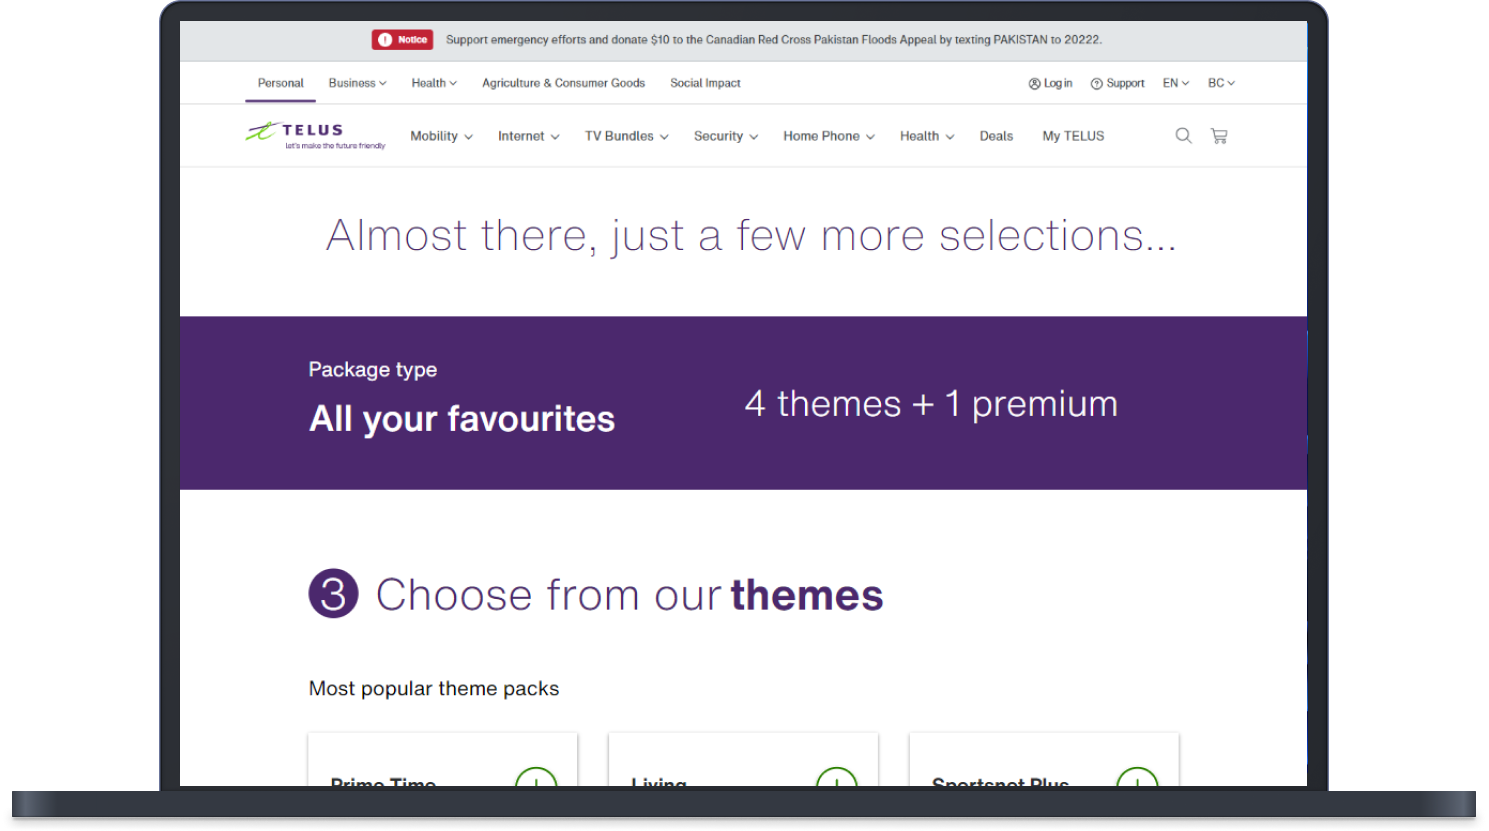 Notice Support emergency efforts and donate $10 to the Canadian Red Cross Pakistan Floods Appeal by texting PAKISTAN to 20222.
Personal Business Health Agriculture & Consumer Goods Social Impact Log in Support EN BC
TELUS
let's make the future friendly
Mobility Internet TV Bundles Security Home Phone Health Deals My TELUS
Almost there, just a few more selections...
Package type
All your favourites
4 themes + 1 premium
3 Choose from our themes
Most popular theme packs
Prime Time Living Sportsnet Plus